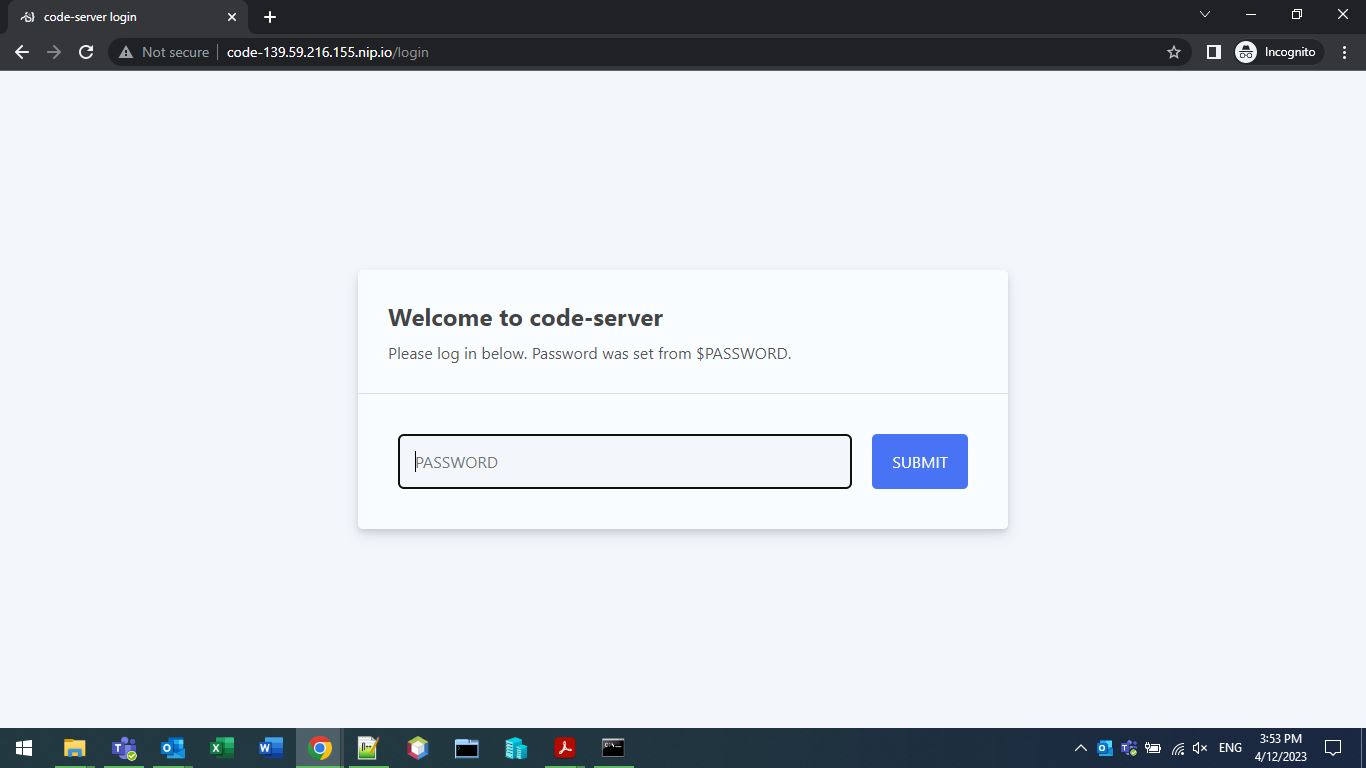 code-server login
Not secure
code-139.59.216.155.nip.io/login
Incognito
Welcome to code-server
Please log in below. Password was set from $PASSWORD.
PASSWORD
SUBMIT
ENG
3:53 PM
4/12/2023